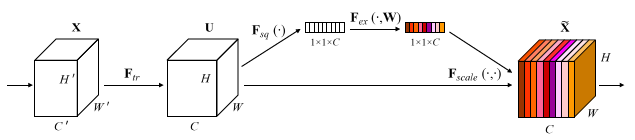 X
U
F_sq (·)
F_ex (·,W)
X̃
1×1×C
1×1×C
H′
F_tr
H
F_scale (·,·)
H
W′
W
W
C′
C
C